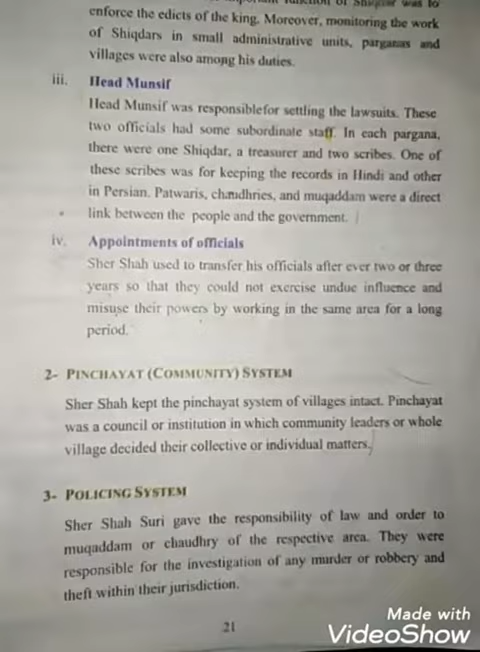 function of Shiqdar was to
enforce the edicts of the king. Moreover, monitoring the work
of Shiqdars in small administrative units, parganas and
villages were also among his duties.
iii. Head Munsif
Head Munsif was responsiblefor settling the lawsuits. These
two officials had some subordinate staff. In each pargana,
there were one Shiqdar, a treasurer and two scribes. One of
these scribes was for keeping the records in Hindi and other
in Persian. Patwaris, chaudhries, and muqaddam were a direct
link between the people and the government.
iv. Appointments of officials
Sher Shah used to transfer his officials after ever two or three
years so that they could not exercise undue influence and
misuse their powers by working in the same area for a long
period.
2- PINCHAYAT (COMMUNITY) SYSTEM
Sher Shah kept the pinchayat system of villages intact. Pinchayat
was a council or institution in which community leaders or whole
village decided their collective or individual matters.
3- POLICING SYSTEM
Sher Shah Suri gave the responsibility of law and order to
muqaddam or chaudhry of the respective area. They were
responsible for the investigation of any murder or robbery and
theft within their jurisdiction.
21
Made with
VideoShow